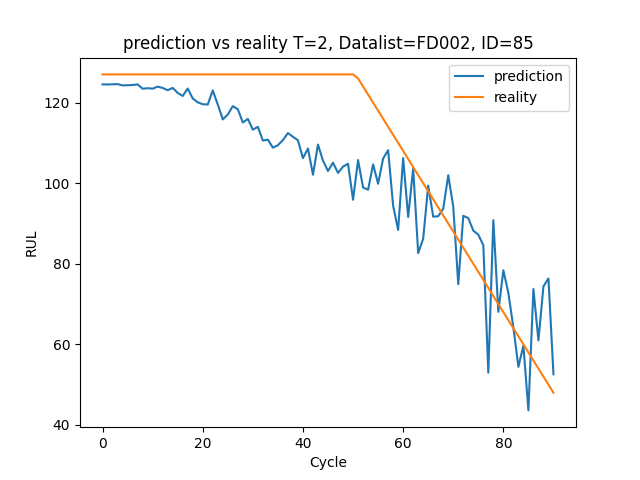 prediction vs reality T=2, Datalist=FD002, ID=85
prediction
reality
120
100
80
60
40
RUL
0 20 40 60 80
Cycle